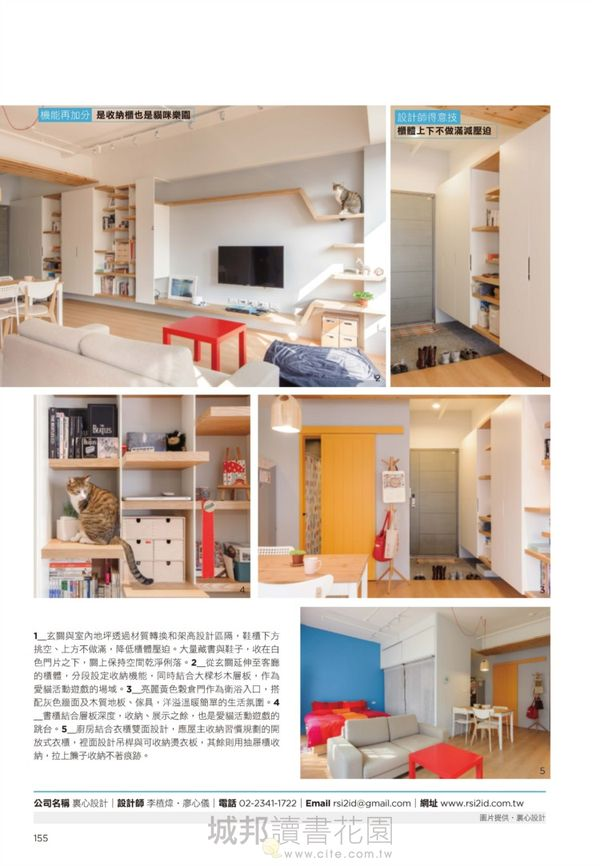 機能再加分 是收納櫃也是貓咪樂園
設計師得意技
櫃體上下不做滿減壓迫
2
1
THE BEATLES
4
3
5
1__玄關與室內地坪透過材質轉換和架高設計區隔，鞋櫃下方
挑空、上方不做滿，降低櫃體壓迫。大量藏書與鞋子，收在白
色門片之下，關上保持空間乾淨俐落。2__從玄關延伸至客廳
的櫃體，分段設定收納機能，同時結合大樑杉木層板，作為
愛貓活動遊戲的場域。3__亮麗黃色穀倉門作為衛浴入口，搭
配灰色牆面及木質地板、傢具，洋溢溫暖簡單的生活氛圍。4
__書櫃結合層板深度，收納、展示之餘，也是愛貓活動遊戲的
跳台。5__廚房結合衣櫃雙面設計，應屋主收納習慣規劃的開
放式衣櫃，裡面設計吊桿與可收納燙衣板，其餘則用抽屜櫃收
納，拉上簾子收納不著痕跡。
公司名稱 裏心設計｜設計師 李植煒・廖心儀｜電話 02-2341-1722｜Email rsi2id@gmail.com｜網址 www.rsi2id.com.tw
圖片提供・裏心設計
155
城邦讀書花園
www.cite.com.tw